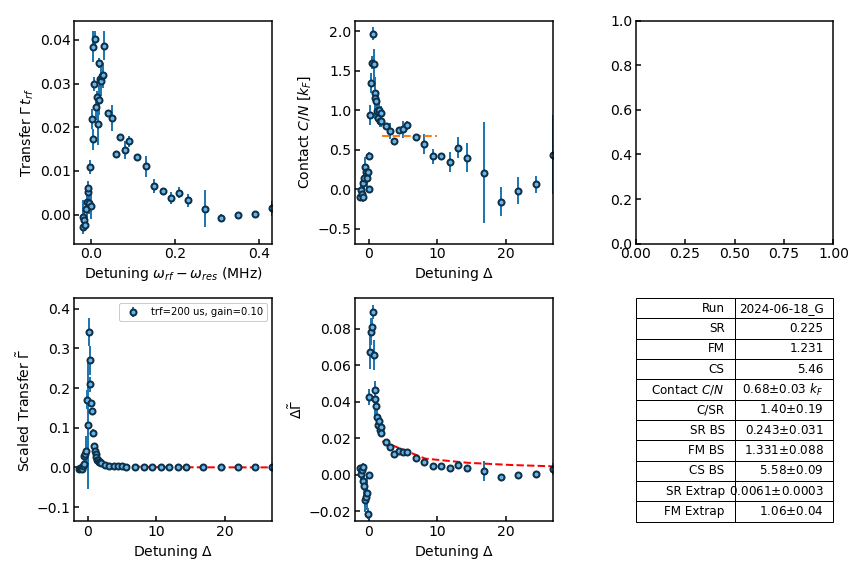 0.04
0.03
0.02
0.01
0.00
Transfer Γ t_rf
0.0
0.2
0.4
Detuning ω_rf − ω_res (MHz)
2.0
1.5
1.0
0.5
0.0
−0.5
Contact C/N [k_F]
0
20
Detuning Δ
1.0
0.8
0.6
0.4
0.2
0.0
0.00 0.25 0.50 0.75 1.00
0.4
0.3
0.2
0.1
0.0
−0.1
Scaled Transfer Γ̃
trf=200 us, gain=0.10
0
10
20
Detuning Δ
0.08
0.06
0.04
0.02
0.00
−0.02
ΔΓ̃
0
10
20
Detuning Δ
Run 2024-06-18_G
SR 0.225
FM 1.231
CS 5.46
Contact C/N 0.68±0.03 k_F
C/SR 1.40±0.19
SR BS 0.243±0.031
FM BS 1.331±0.088
CS BS 5.58±0.09
SR Extrap 0.0061±0.0003
FM Extrap 1.06±0.04